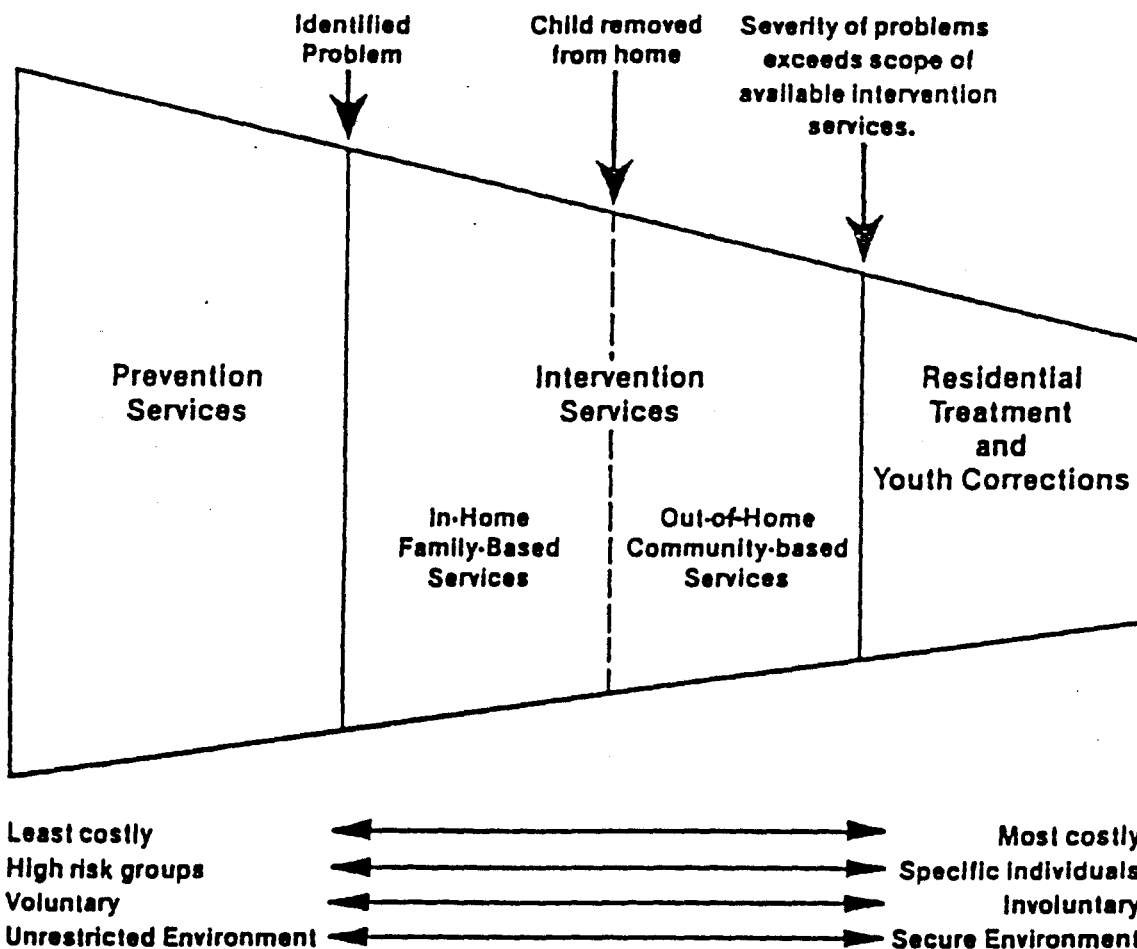 Identified
Problem
Child removed
from home
Severity of problems
exceeds scope of
available intervention
services.
Prevention
Services
Intervention
Services
Residential
Treatment
and
Youth Corrections
In-Home
Family-Based
Services
Out-of-Home
Community-based
Services
Least costly Most costly
High risk groups Specific individuals
Voluntary Involuntary
Unrestricted Environment Secure Environment